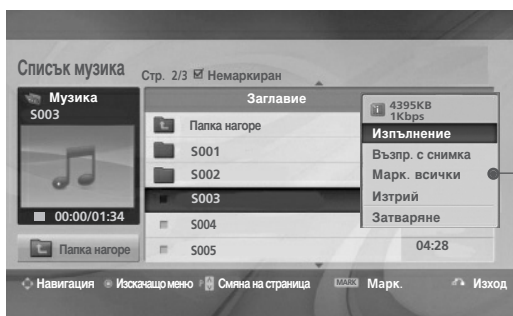 Списък музика
Стр. 2/3 Немаркиран
Музика
S003
00:00/01:34
Папка нагоре
Заглавие
Папка нагоре
S001
S002
S003
S004
S005
04:28
4395KB
1Kbps
Изпълнение
Възпр. с снимка
Марк. всички
Изтрий
Затваряне
Навигация Изскачащо меню P Смяна на страница MARK Марк. Изход